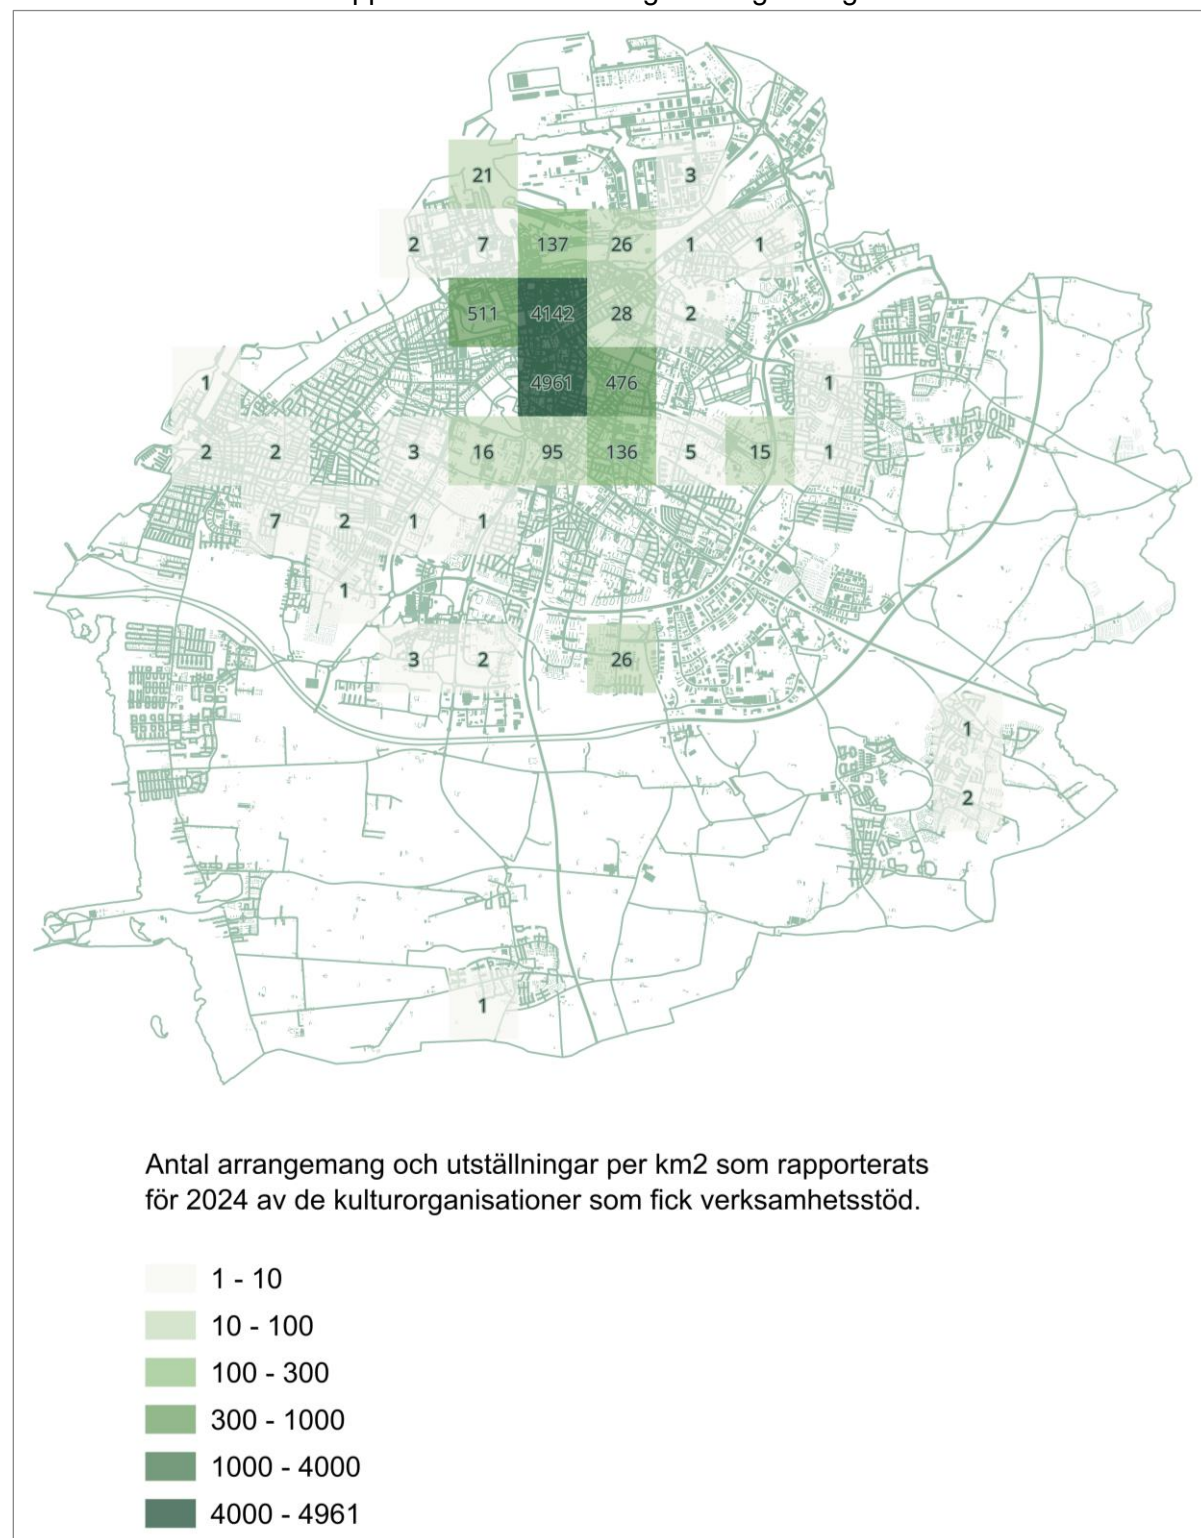 21 3
2 7 137 26 1 1
511 4142 28 2
1 4961 476 1
2 2 3 16 95 136 5 15 1
7 2 1 1
1
3 2 26
1
2
1
Antal arrangemang och utställningar per km2 som rapporterats
för 2024 av de kulturorganisationer som fick verksamhetsstöd.
1 - 10
10 - 100
100 - 300
300 - 1000
1000 - 4000
4000 - 4961